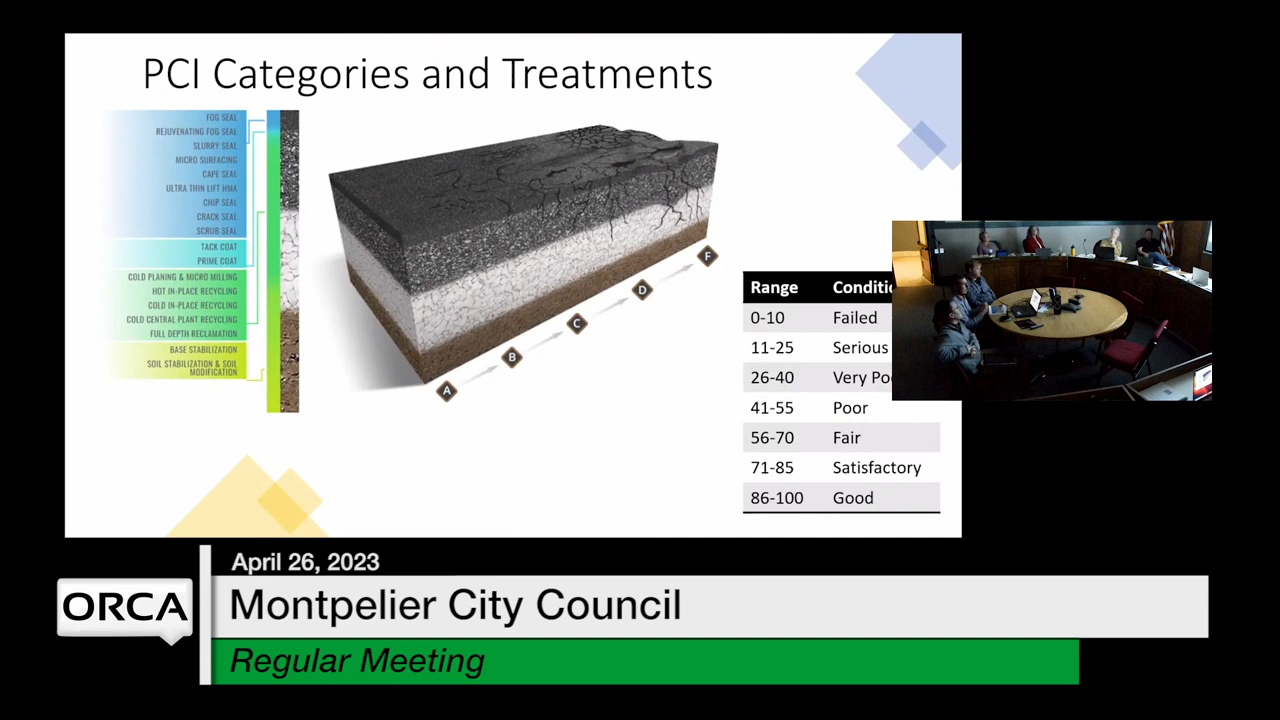 PCI Categories and Treatments
FOG SEAL
REJUVENATING FOG SEAL
SLURRY SEAL
MICRO SURFACING
CAPE SEAL
ULTRA THIN LIFT HMA
CHIP SEAL
CRACK SEAL
SCRUB SEAL
TACK COAT
PRIME COAT
COLD PLANING & MICRO MILLING
HOT IN-PLACE RECYCLING
COLD IN-PLACE RECYCLING
COLD CENTRAL PLANT RECYCLING
FULL DEPTH RECLAMATION
BASE STABILIZATION
SOIL STABILIZATION & SOIL
MODIFICATION
A
B
C
D
F
Range Conditio
0-10 Failed
11-25 Serious
26-40 Very Po
41-55 Poor
56-70 Fair
71-85 Satisfactory
86-100 Good
April 26, 2023
ORCA
Montpelier City Council
Regular Meeting